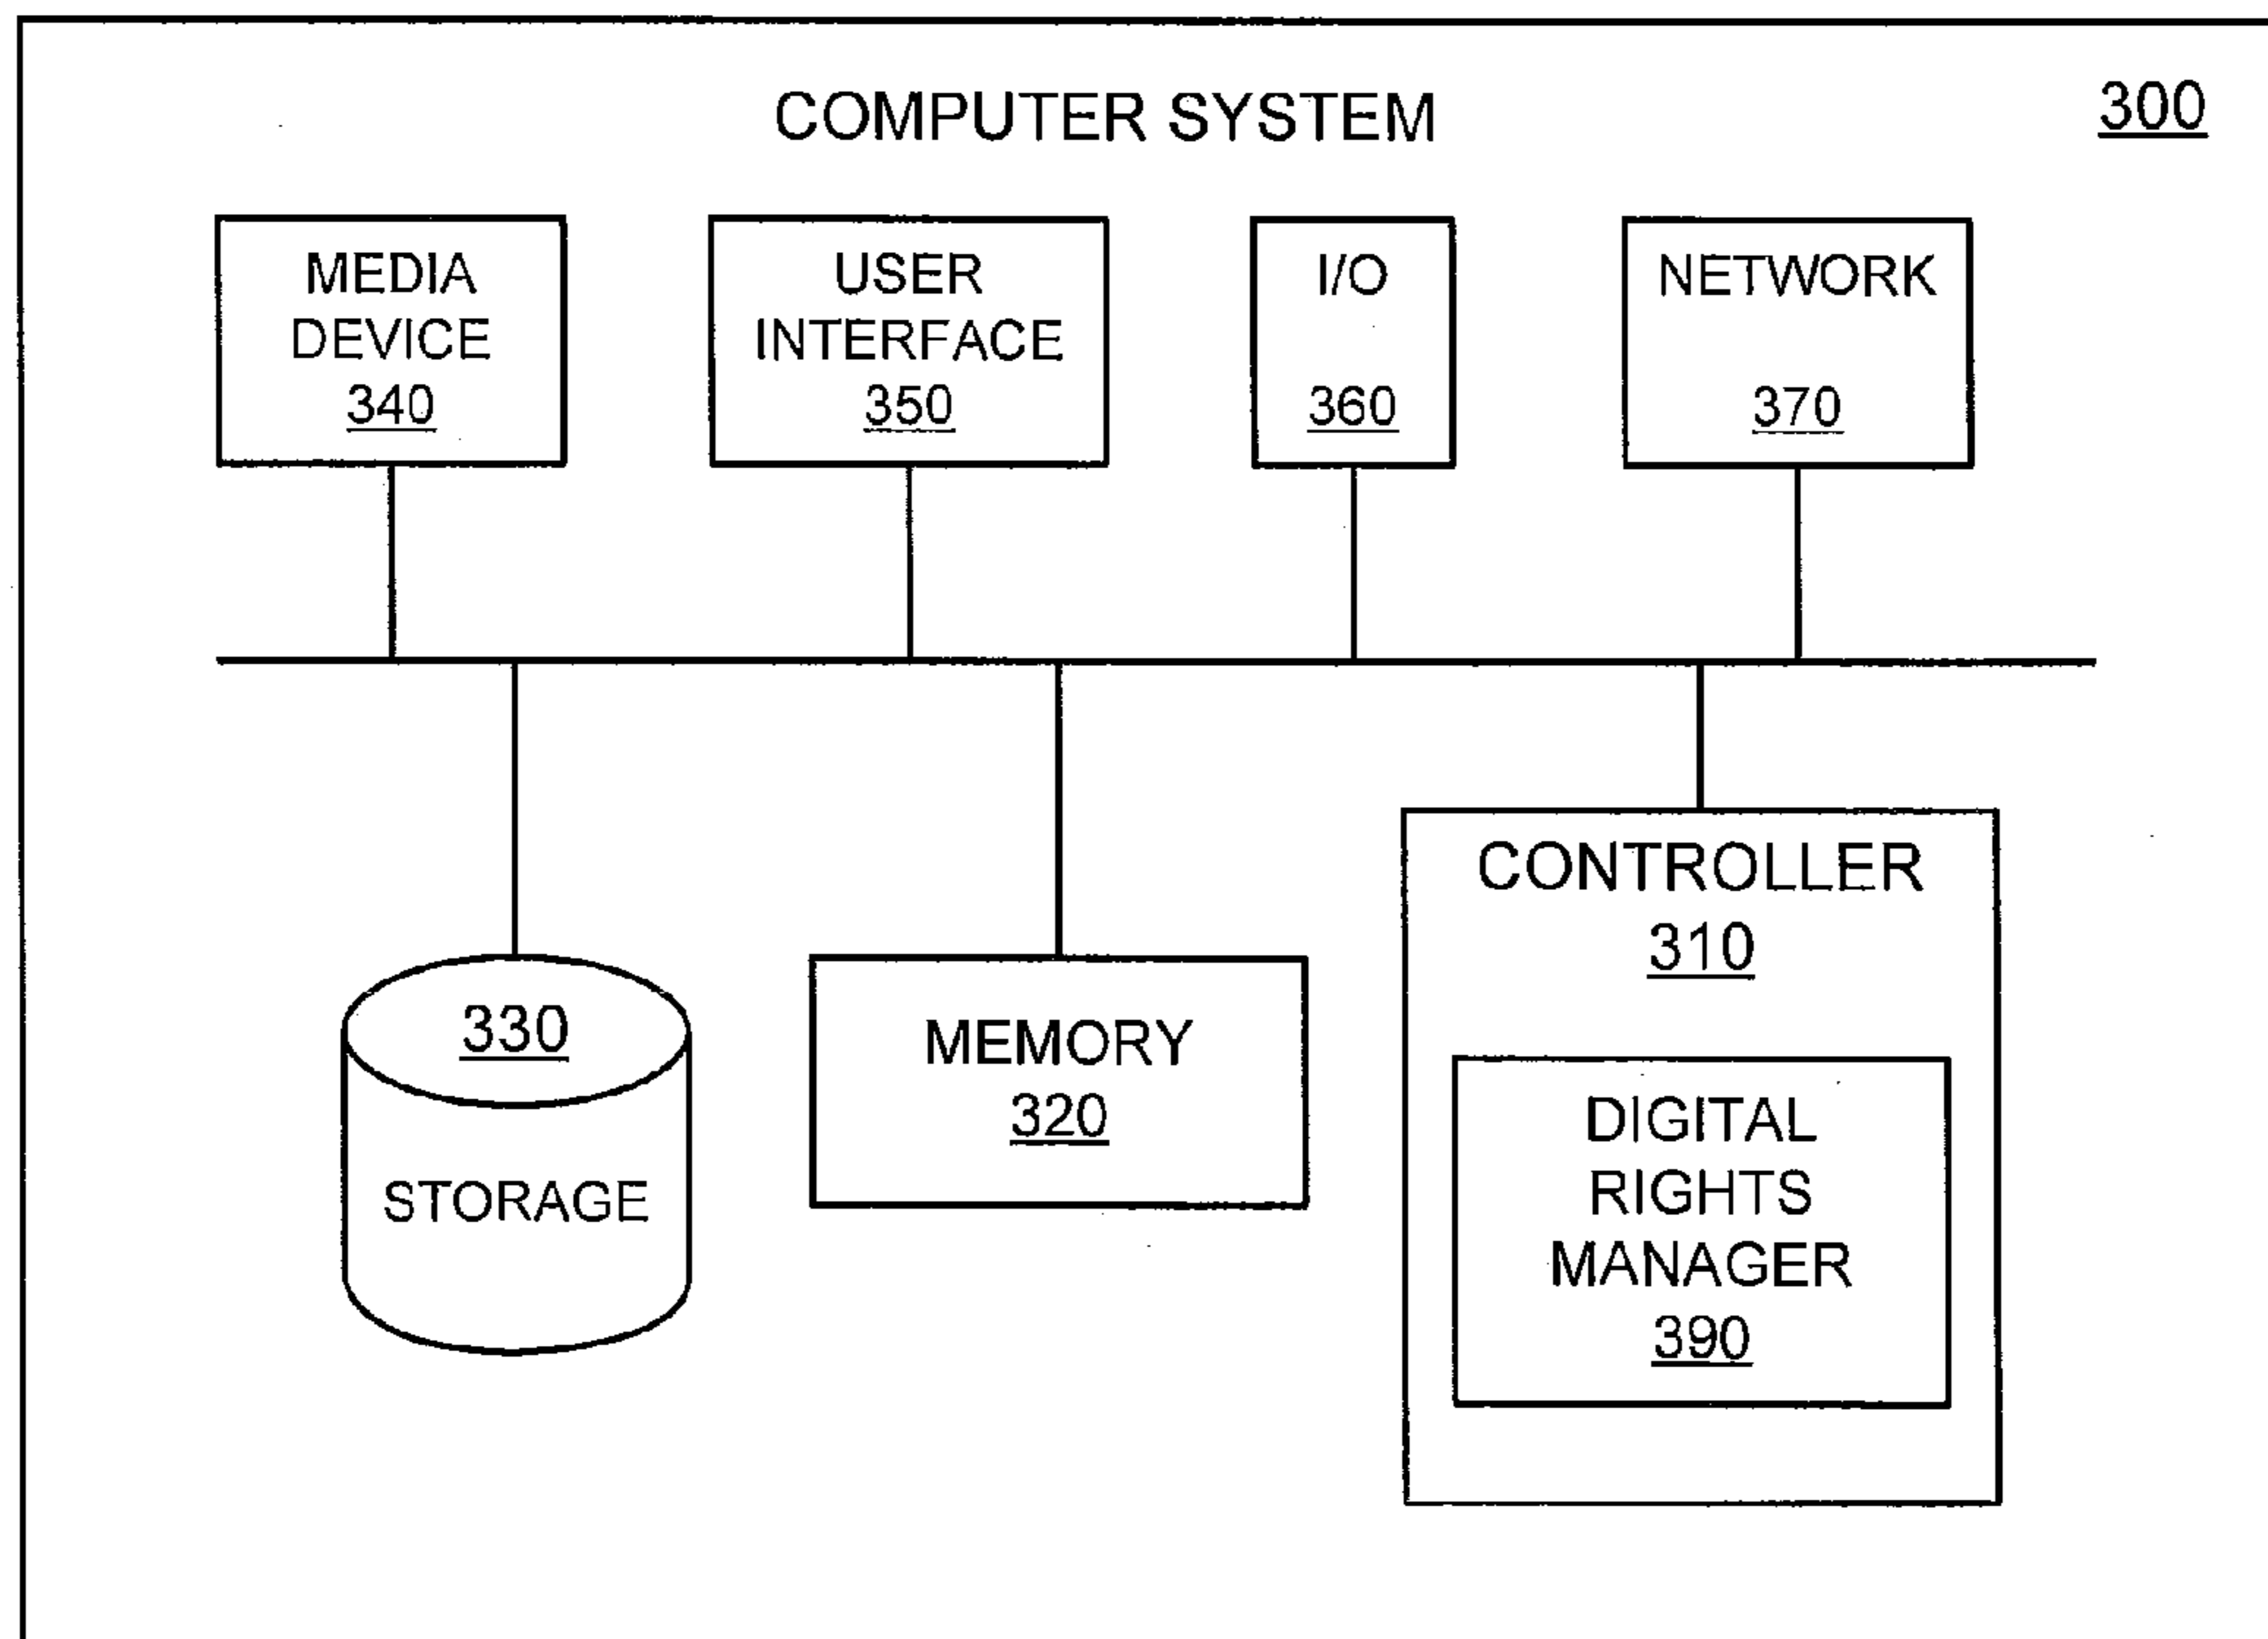 COMPUTER SYSTEM
300
MEDIA
DEVICE
340
USER
INTERFACE
350
I/O
360
NETWORK
370
330
STORAGE
MEMORY
320
CONTROLLER
310
DIGITAL
RIGHTS
MANAGER
390